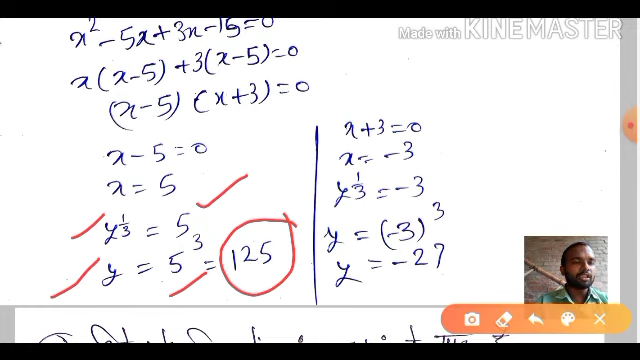 Made with KINEMASTER
x² - 5x + 3x - 15 = 0
x(x-5) + 3(x-5) = 0
(x-5) (x+3) = 0
x - 5 = 0
x = 5
y^1/3 = 5
y = 5³ = 125
x + 3 = 0
x = -3
y^1/3 = -3
y = (-3)³
y = -27